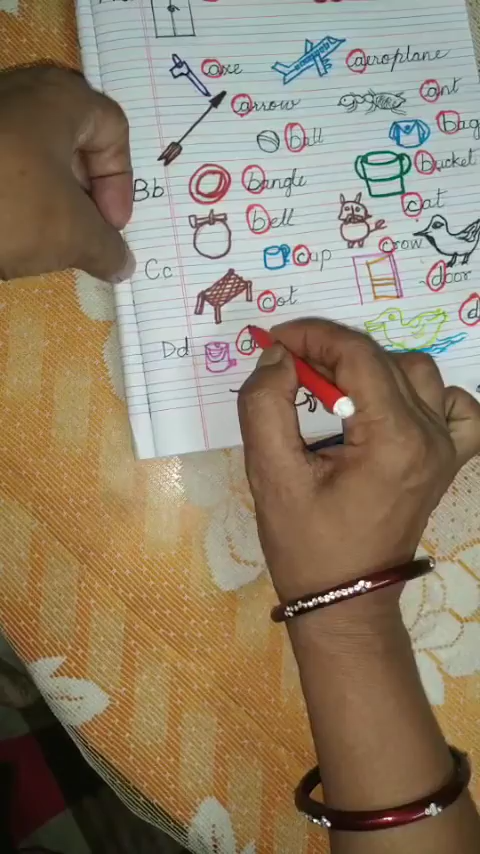 axe aeroplane
arrow ant
ball bag
Bb bangle bucket
bell cat
Cc cup crow
cot door
Dd d d